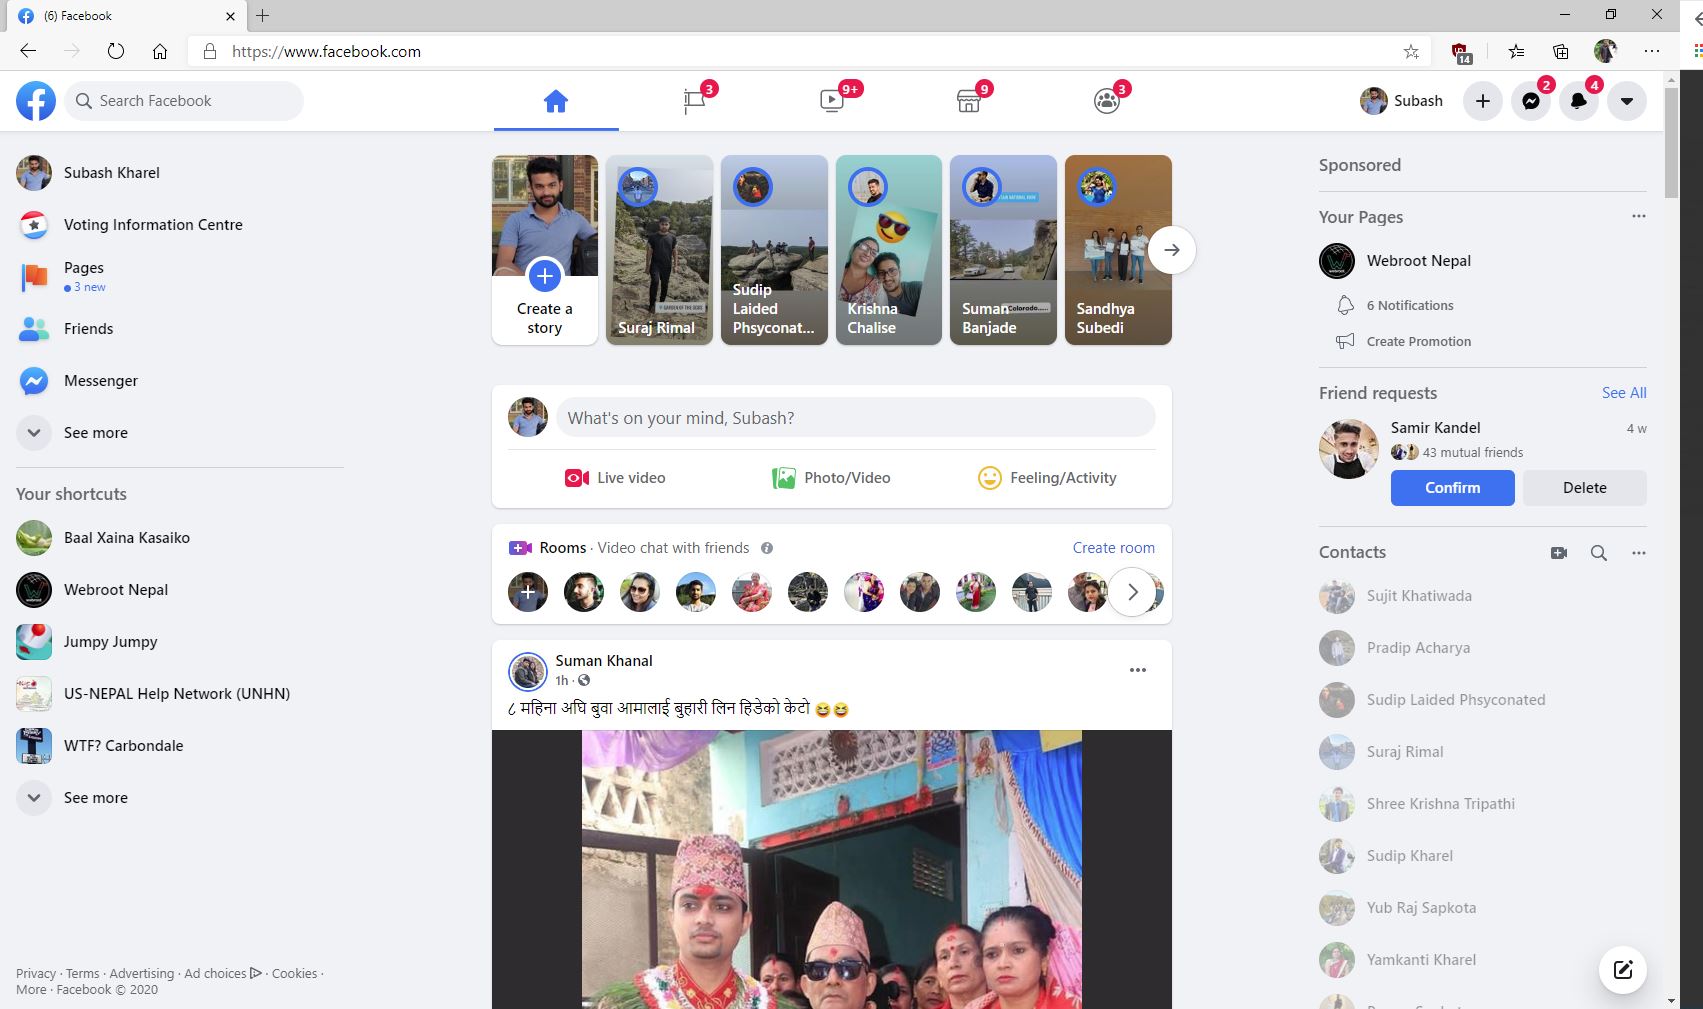 (6) Facebook
https://www.facebook.com
14
Search Facebook
3
9+
9
3
Subash
2
4
Subash Kharel
Voting Information Centre
Pages
3 new
Friends
Messenger
See more
Your shortcuts
Baal Xaina Kasaiko
Webroot Nepal
Jumpy Jumpy
US-NEPAL Help Network (UNHN)
WTF? Carbondale
See more
Privacy · Terms · Advertising · Ad choices · Cookies ·
More · Facebook © 2020
Create a
story
Suraj Rimal
Sudip
Laided
Phsyconat...
Krishna
Chalise
Suman
Banjade
Colorado.....
Sandhya
Subedi
What's on your mind, Subash?
Live video
Photo/Video
Feeling/Activity
Rooms · Video chat with friends
Create room
Suman Khanal
1h ·
८ महिना अघि बुवा आमालाई बुहारी लिन हिडेको केटो 😆😆
Sponsored
Your Pages
Webroot Nepal
6 Notifications
Create Promotion
Friend requests
See All
Samir Kandel
4 w
43 mutual friends
Confirm
Delete
Contacts
Sujit Khatiwada
Pradip Acharya
Sudip Laided Phsyconated
Suraj Rimal
Shree Krishna Tripathi
Sudip Kharel
Yub Raj Sapkota
Yamkanti Kharel